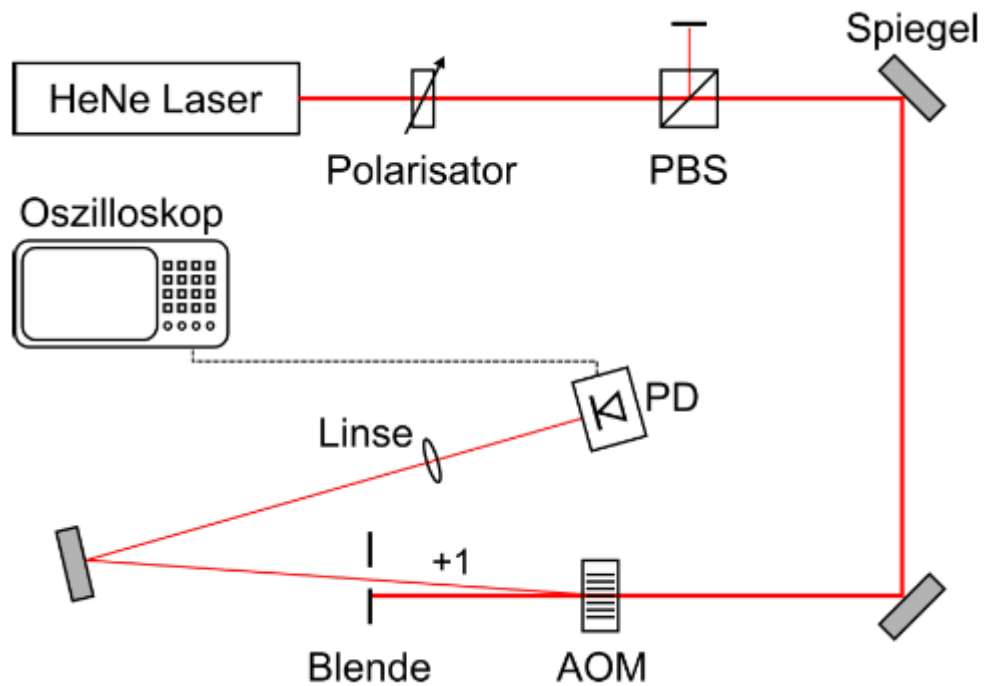 Spiegel
HeNe Laser
Polarisator
PBS
Oszilloskop
PD
Linse
+1
Blende
AOM